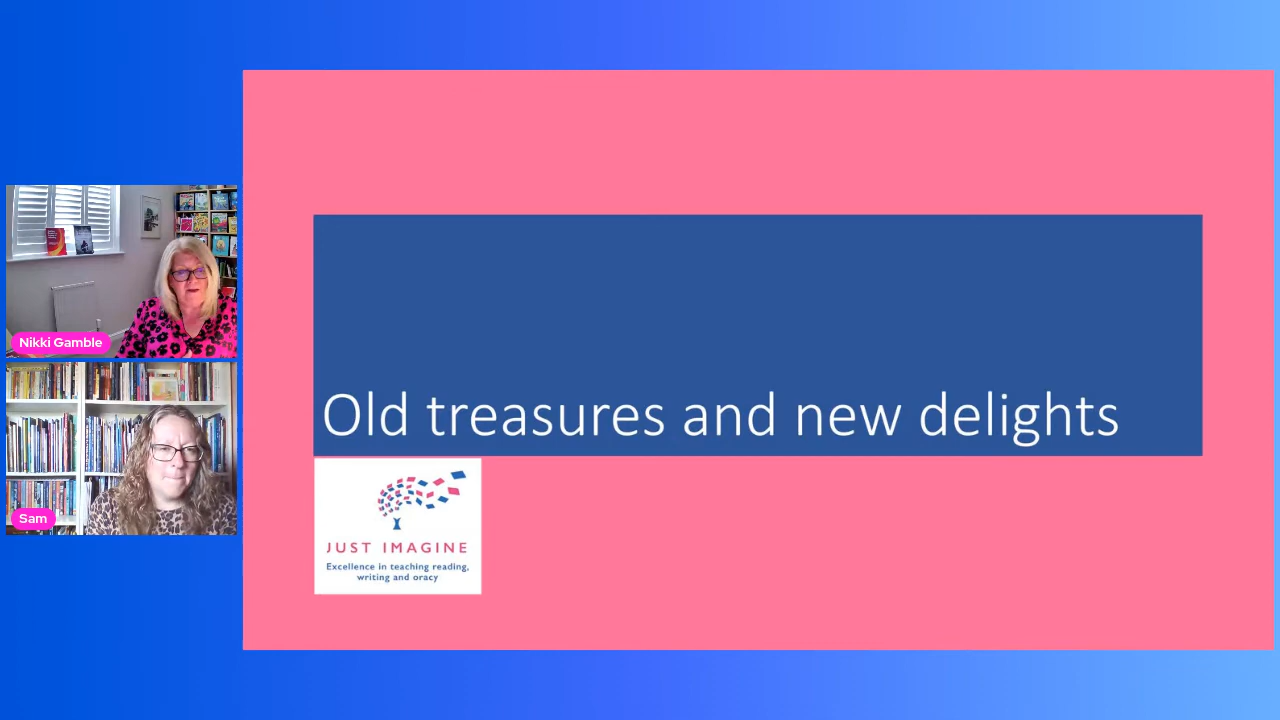 Nikki Gamble
Sam
Old treasures and new delights
JUST IMAGINE
Excellence in teaching reading,
writing and oracy